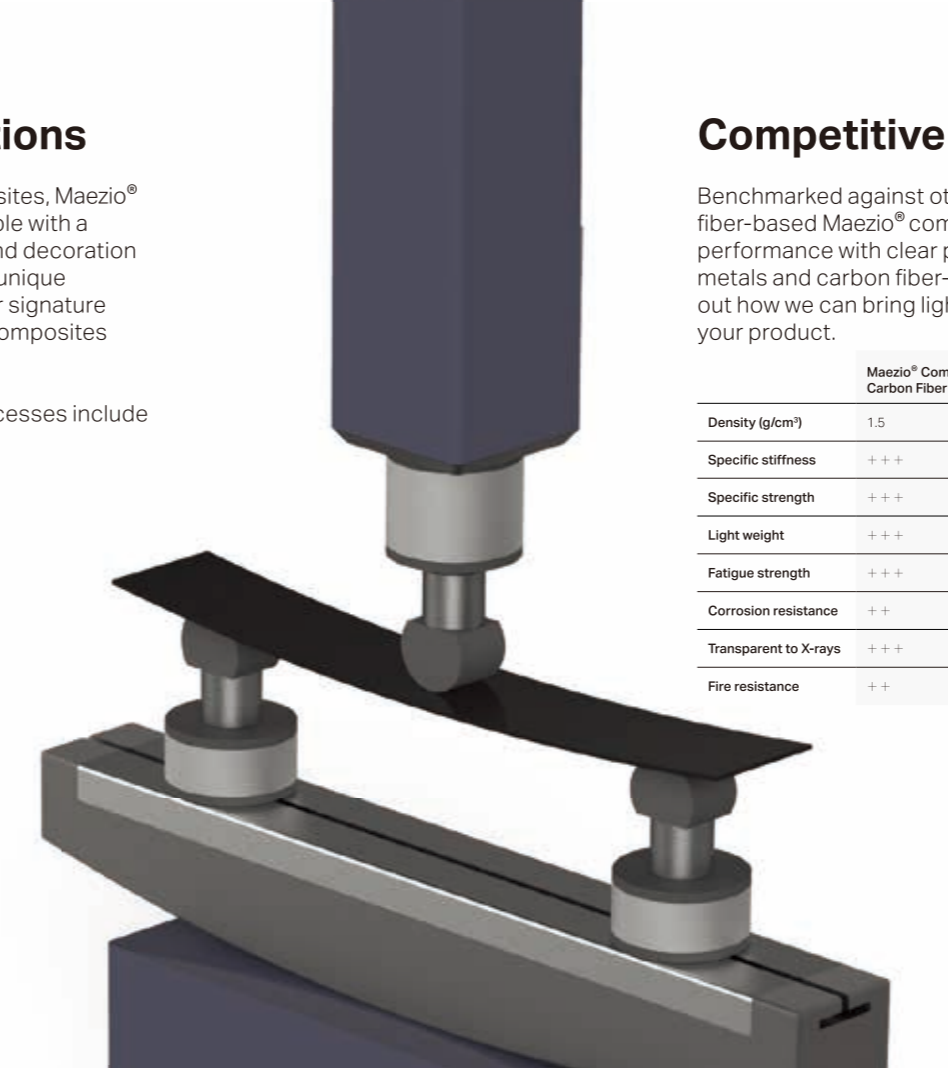 tions
sites, Maezio®
ble with a
nd decoration
unique
r signature
omposites
cesses include
Competitive
Benchmarked against ot
fiber-based Maezio® com
performance with clear p
metals and carbon fiber-
out how we can bring ligh
your product.
Maezio® Com
Carbon Fiber
Density (g/cm³) 1.5
Specific stiffness +++
Specific strength +++
Light weight +++
Fatigue strength +++
Corrosion resistance ++
Transparent to X-rays +++
Fire resistance ++